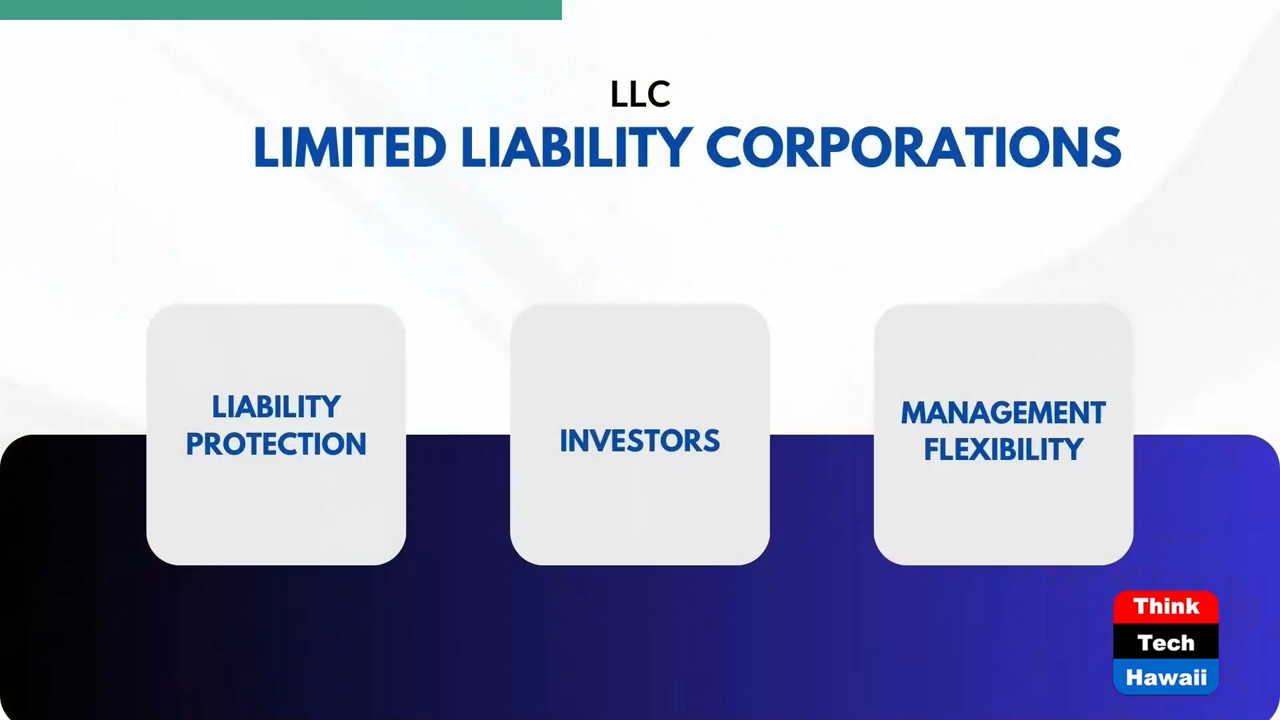 LLC
LIMITED LIABILITY CORPORATIONS
LIABILITY
PROTECTION
INVESTORS
MANAGEMENT
FLEXIBILITY
Think
Tech
Hawaii